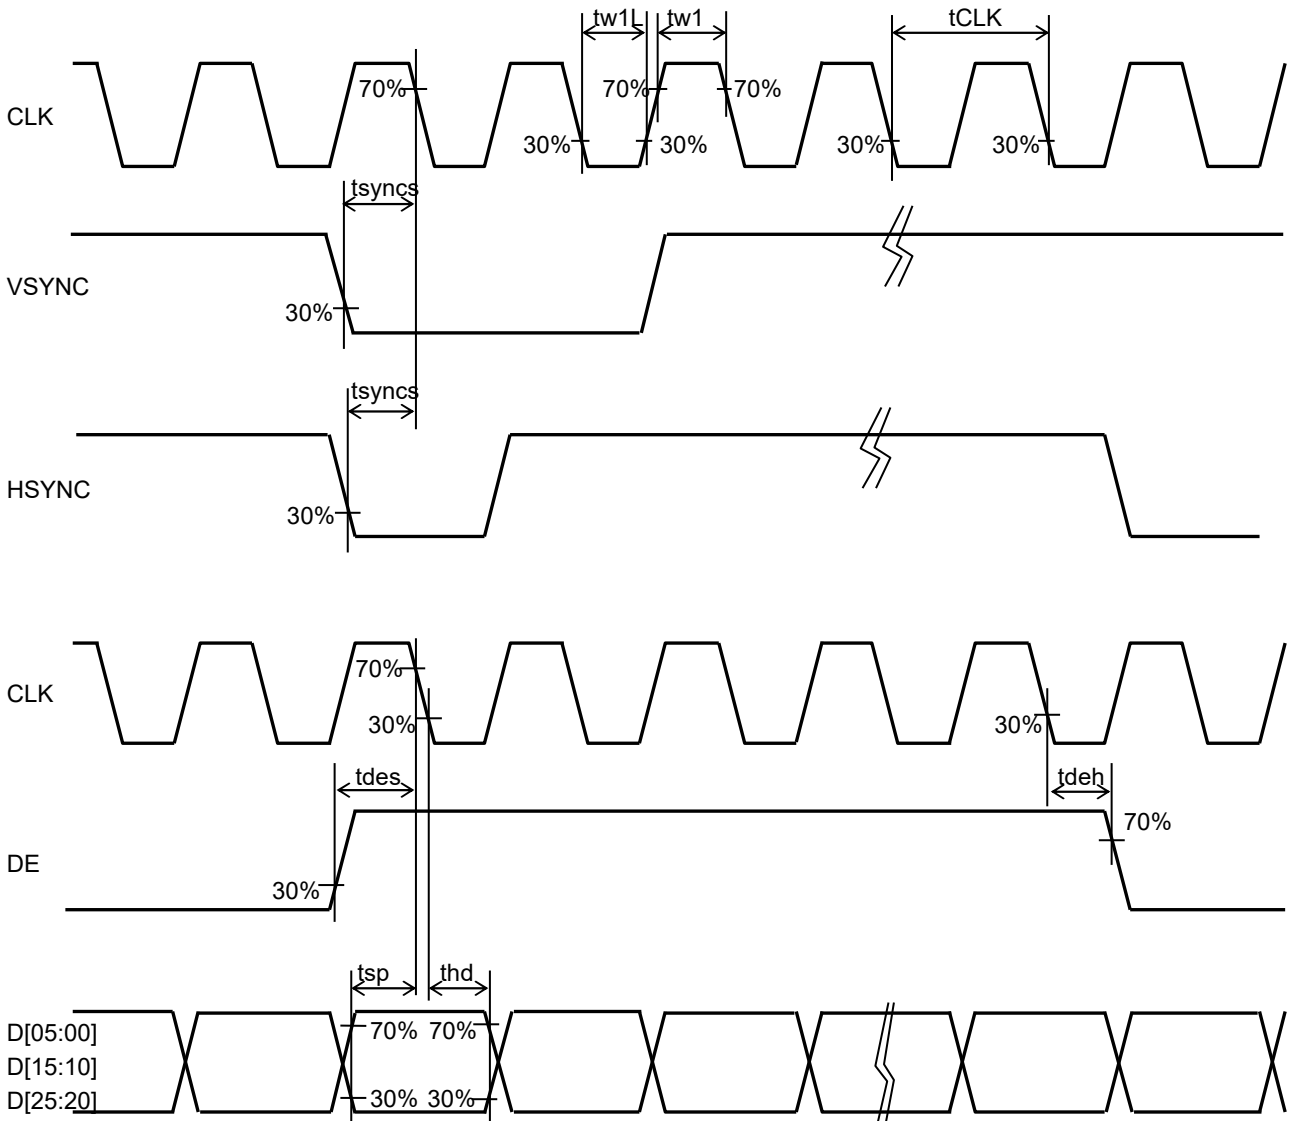 tw1L tw1 tCLK
70% 70% 70%
CLK
30% 30% 30% 30%
tsyncs
VSYNC
30%
tsyncs
HSYNC
30%
70%
CLK
30% 30%
tdes tdeh
70%
DE
30%
tsp thd
D[05:00] 70% 70%
D[15:10]
D[25:20] 30% 30%